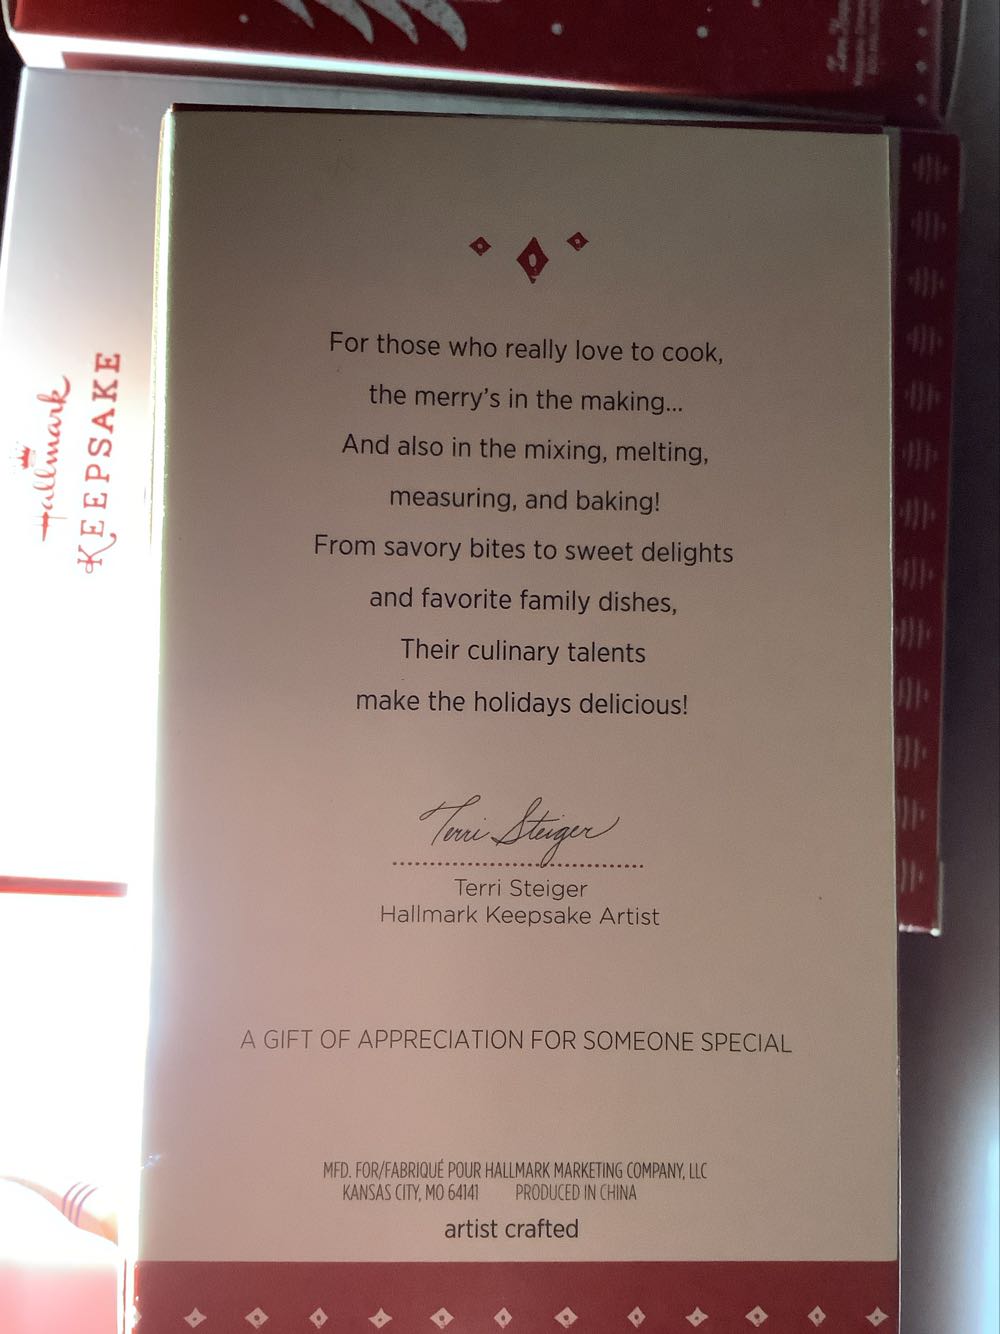 Hallmark
KEEPSAKE
For those who really love to cook,
the merry's in the making...
And also in the mixing, melting,
measuring, and baking!
From savory bites to sweet delights
and favorite family dishes,
Their culinary talents
make the holidays delicious!
Terri Steiger
Terri Steiger
Hallmark Keepsake Artist
A GIFT OF APPRECIATION FOR SOMEONE SPECIAL
MFD. FOR/FABRIQUÉ POUR HALLMARK MARKETING COMPANY, LLC
KANSAS CITY, MO 64141 PRODUCED IN CHINA
artist crafted